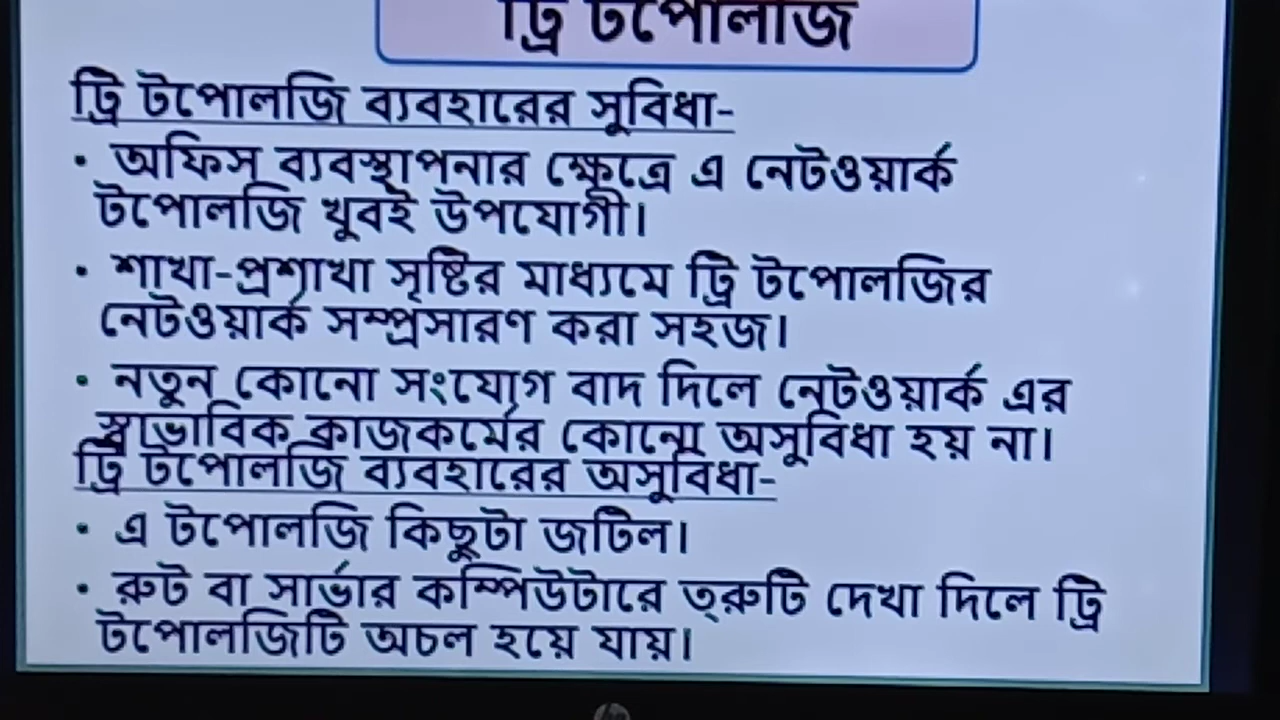 ট্রি টপোলজি
ট্রি টপোলজি ব্যবহারের সুবিধা-
• অফিস ব্যবস্থাপনার ক্ষেত্রে এ নেটওয়ার্ক
টপোলজি খুবই উপযোগী।
• শাখা-প্রশাখা সৃষ্টির মাধ্যমে ট্রি টপোলজির
নেটওয়ার্ক সম্প্রসারণ করা সহজ।
• নতুন কোনো সংযোগ বাদ দিলে নেটওয়ার্ক এর
স্বাভাবিক কাজকর্মের কোনো অসুবিধা হয় না।
ট্রি টপোলজি ব্যবহারের অসুবিধা-
• এ টপোলজি কিছুটা জটিল।
• রুট বা সার্ভার কম্পিউটারে ত্রুটি দেখা দিলে ট্রি
টপোলজিটি অচল হয়ে যায়।